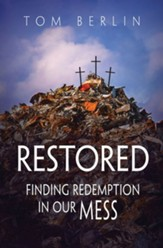 TOM BERLIN
RESTORED
FINDING REDEMPTION
IN OUR MESS